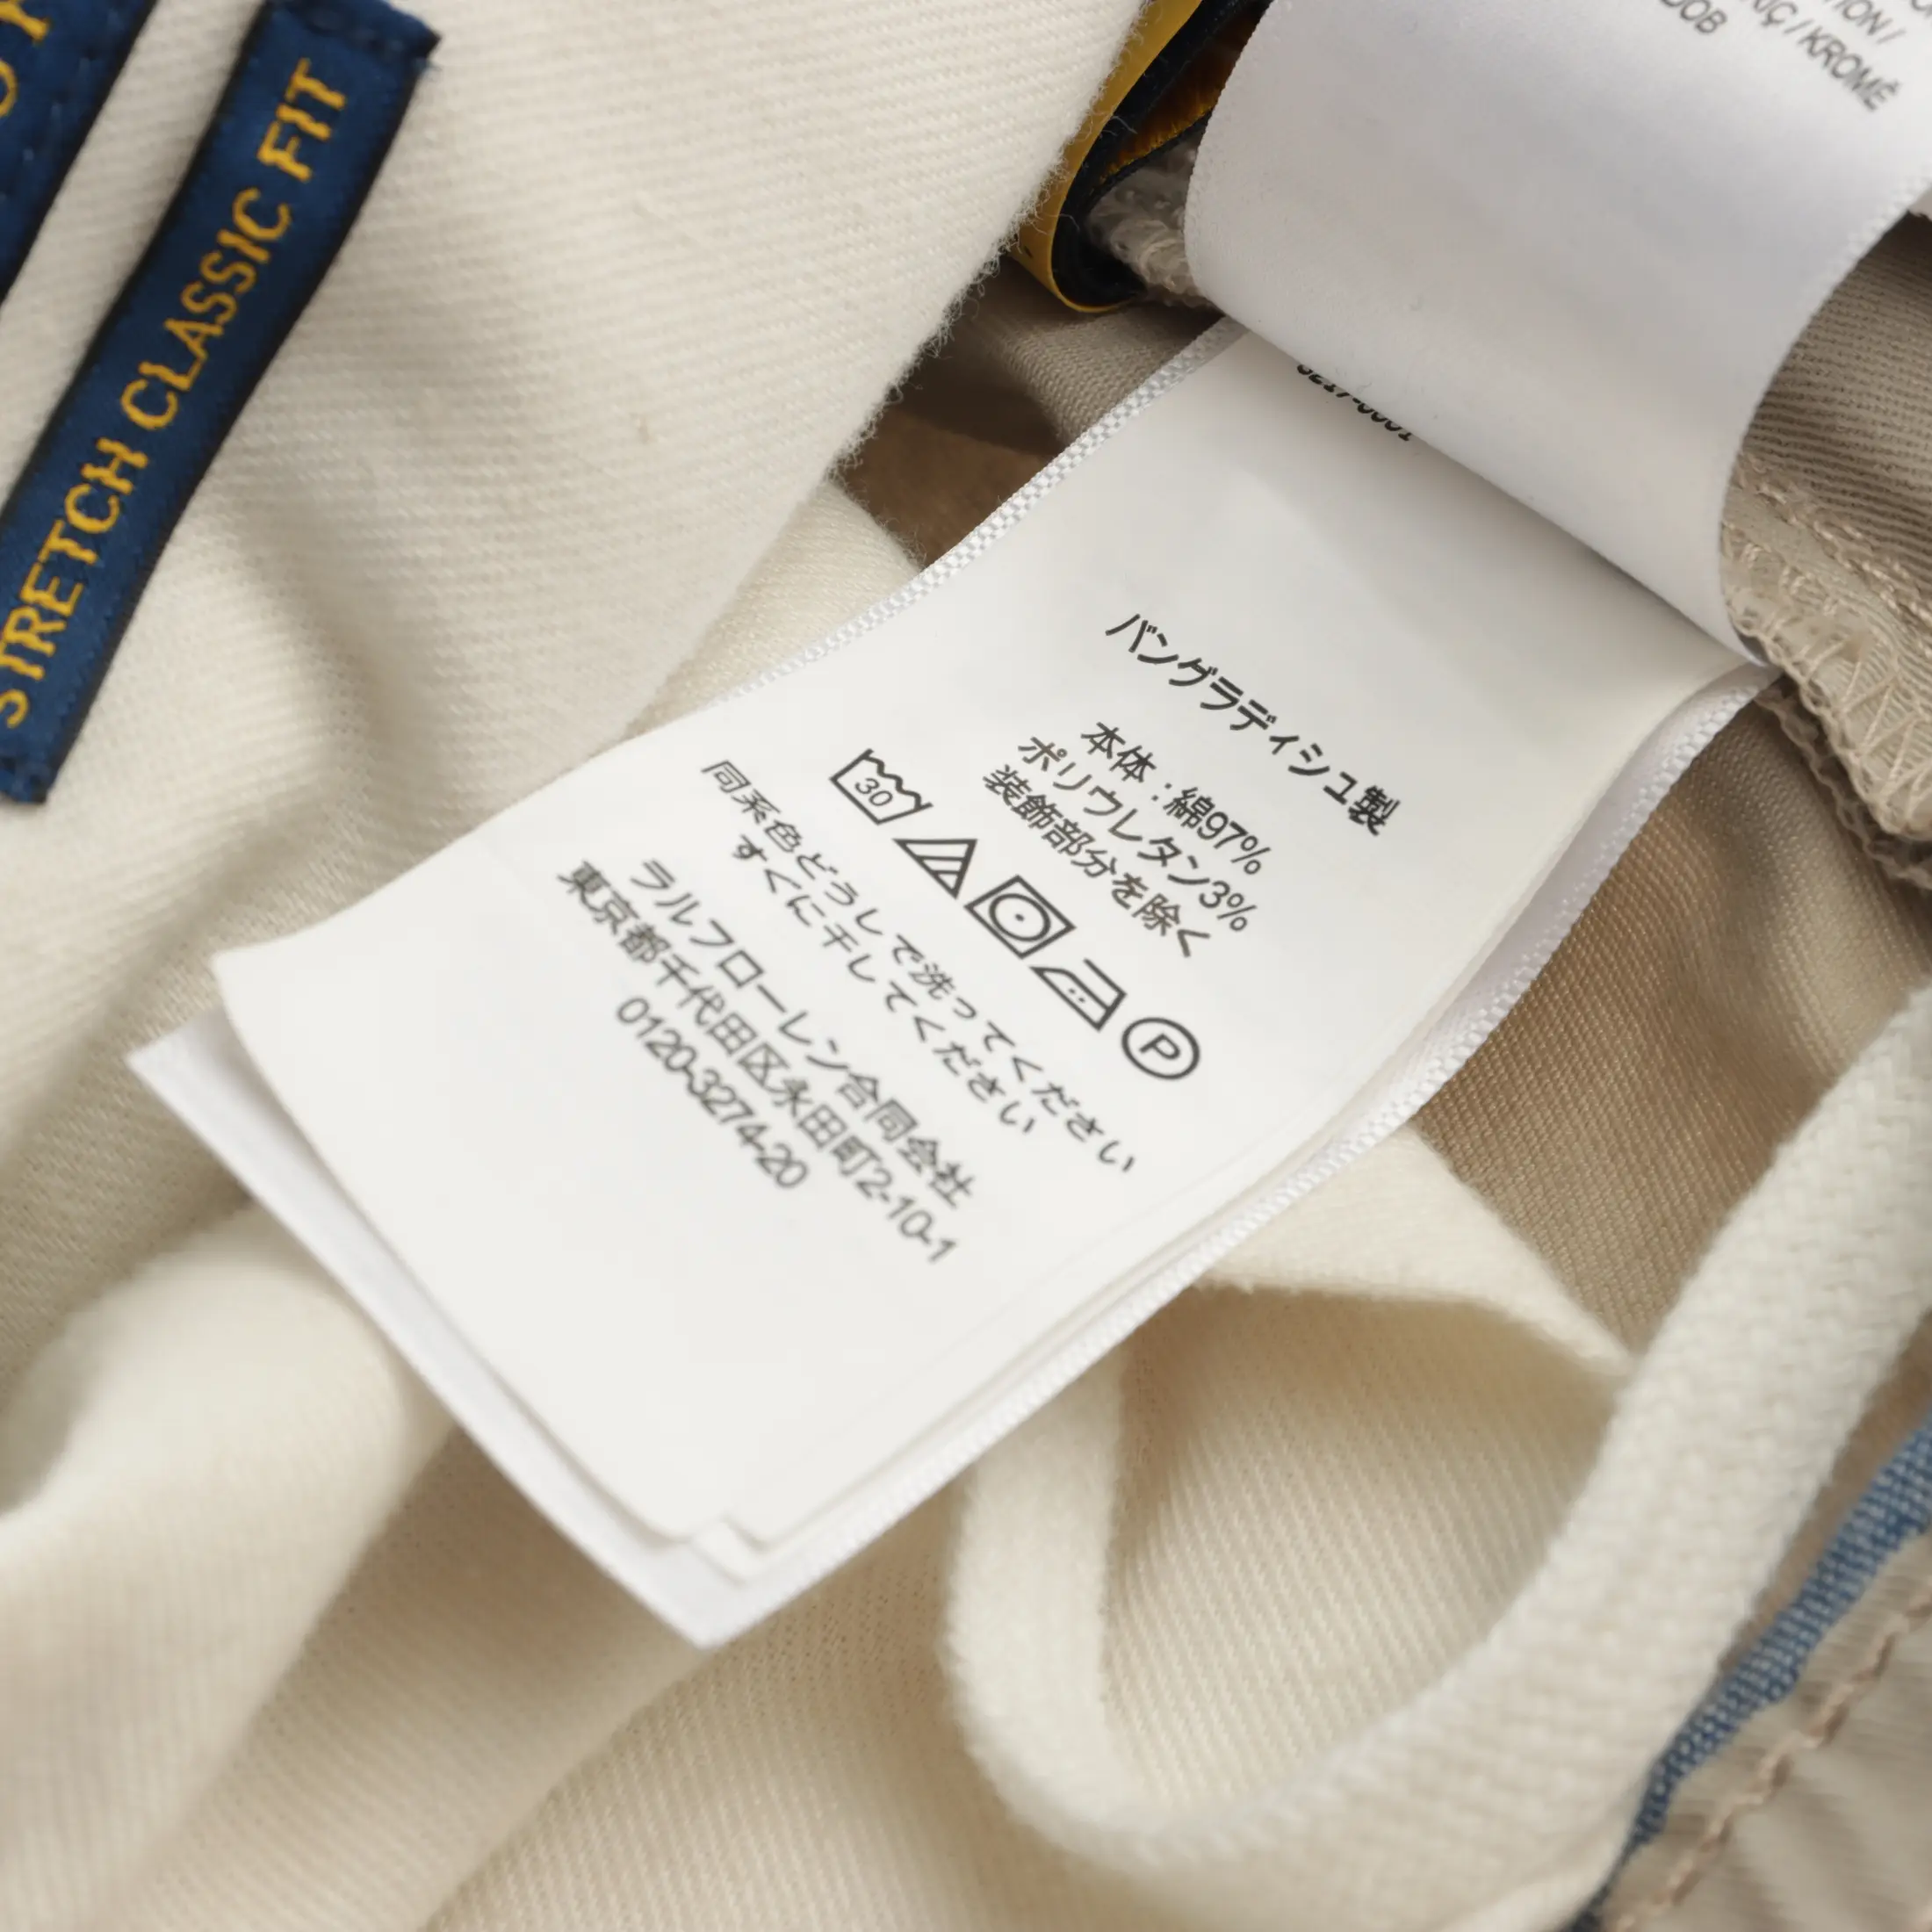 STRETCH CLASSIC FIT
バングラディシュ製
本体:綿97%
ポリウレタン3%
装飾部分を除く
30
P
同系色どうしで洗ってください
すぐに干してください
ラルフローレン合同会社
東京都千代田区永田町2-10-1
0120-3274-20